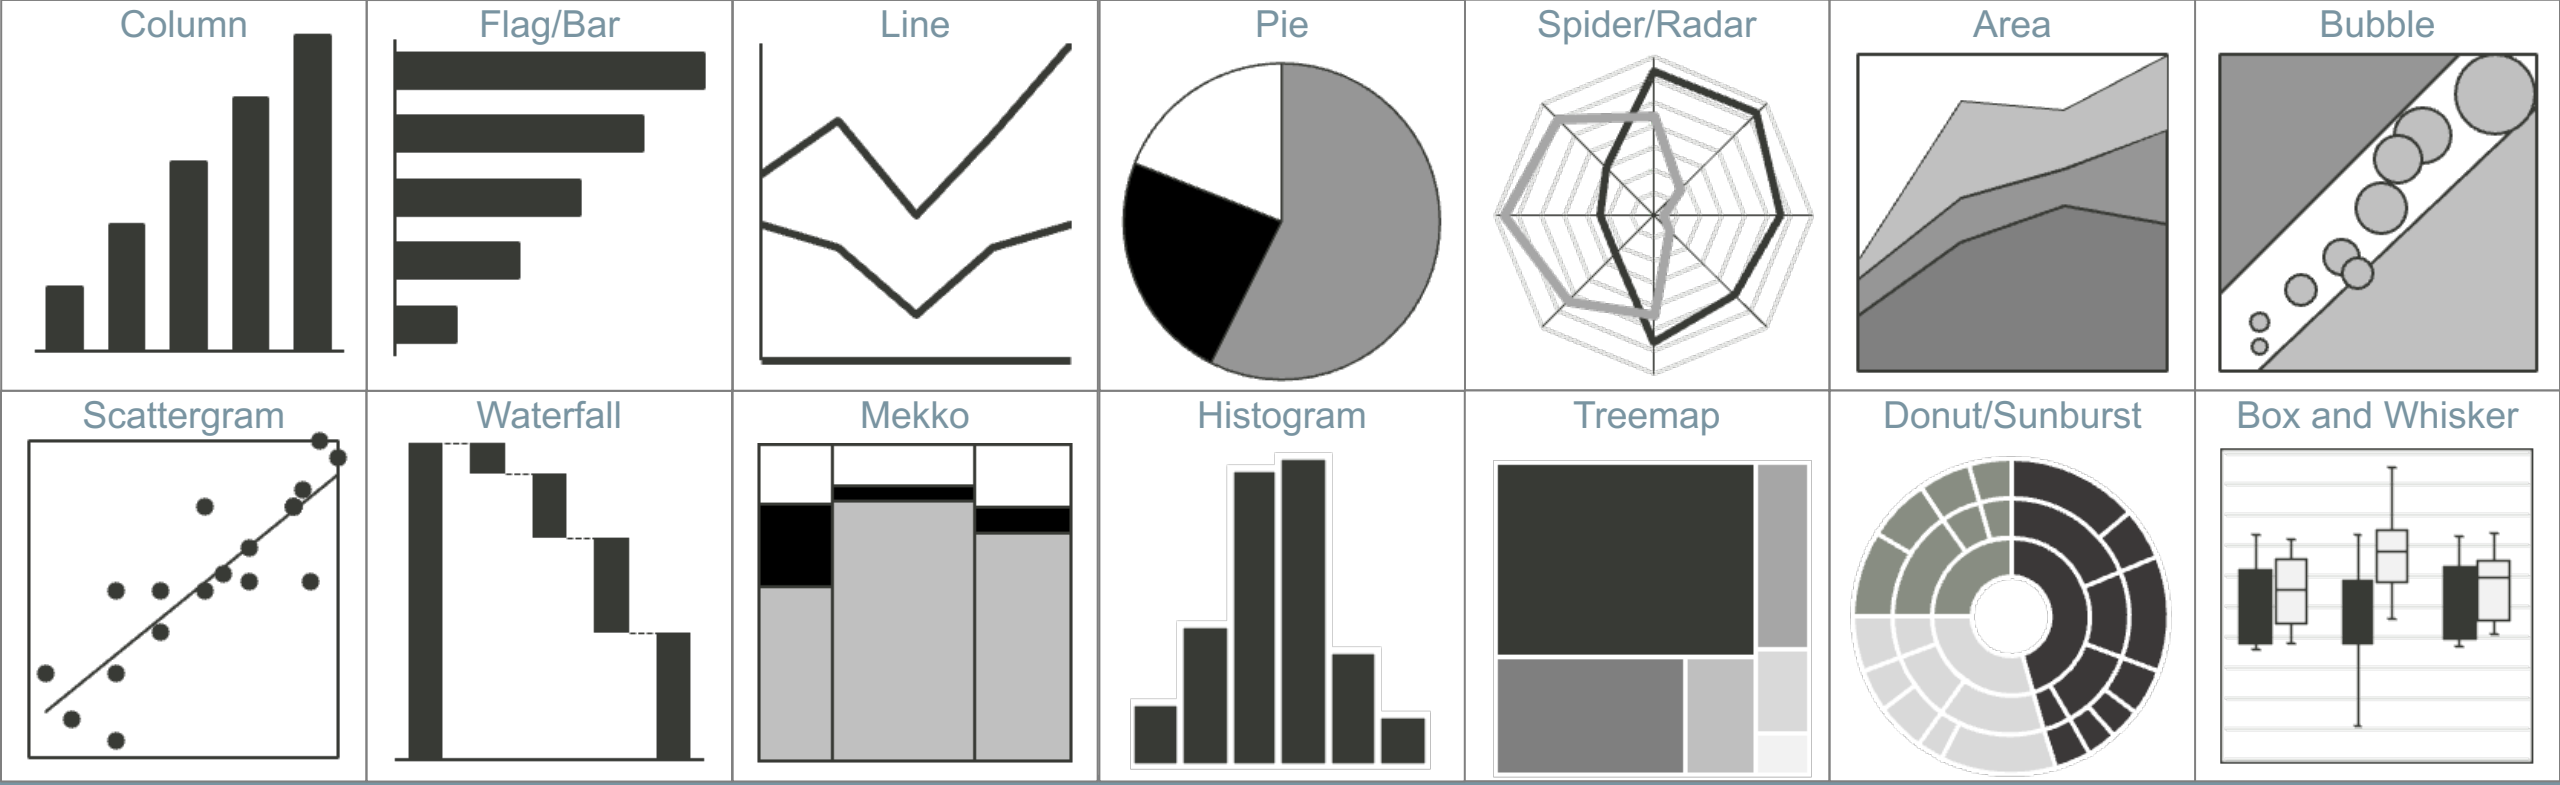 Column
Flag/Bar
Line
Pie
Spider/Radar
Area
Bubble
Scattergram
Waterfall
Mekko
Histogram
Treemap
Donut/Sunburst
Box and Whisker